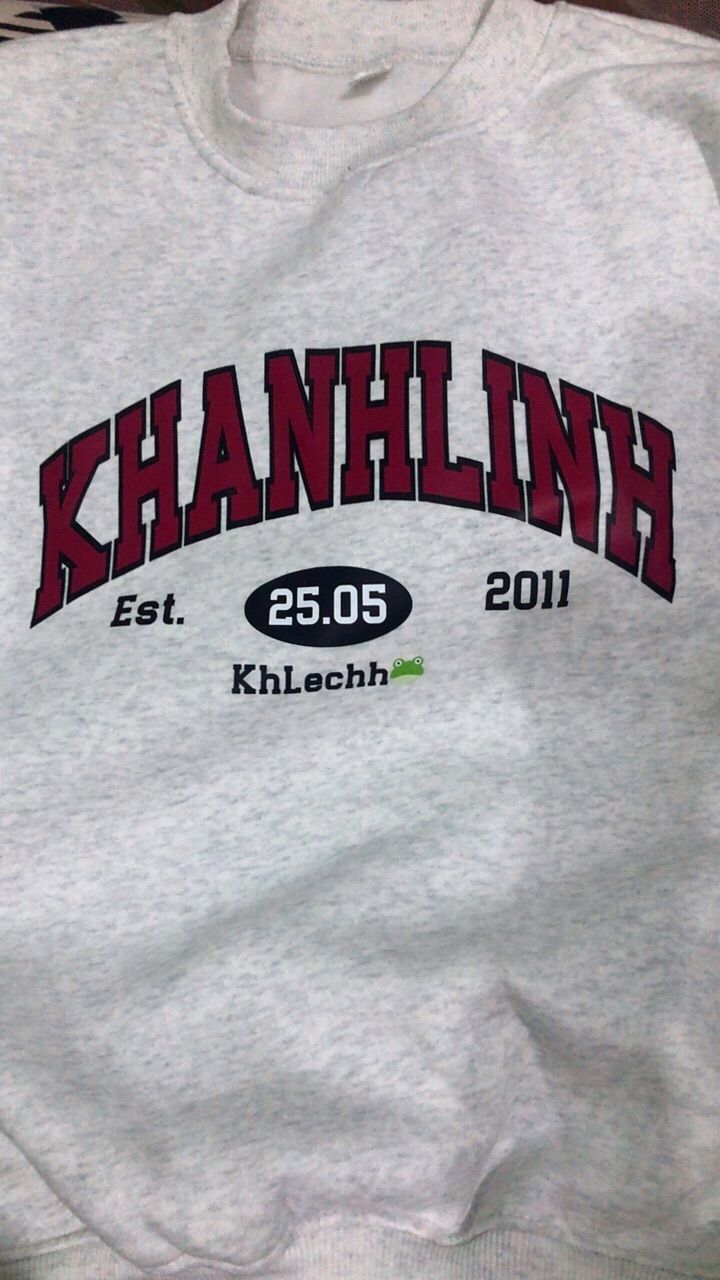 KHANHLINH
Est. 25.05 2011
KhLechh🐸